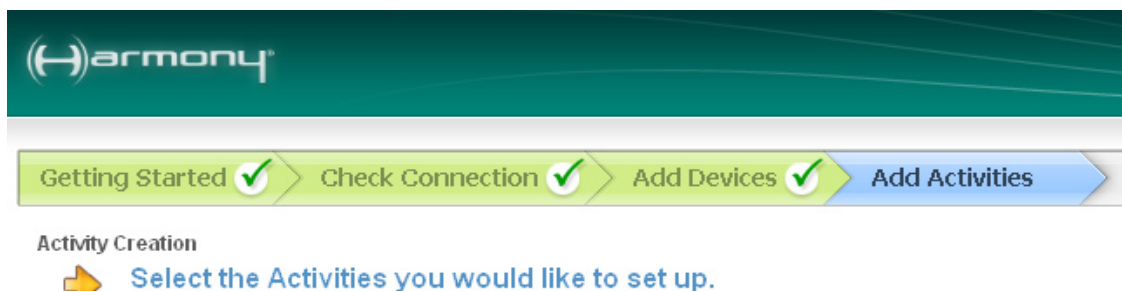 Harmony®
Getting Started Check Connection Add Devices Add Activities
Activity Creation
Select the Activities you would like to set up.